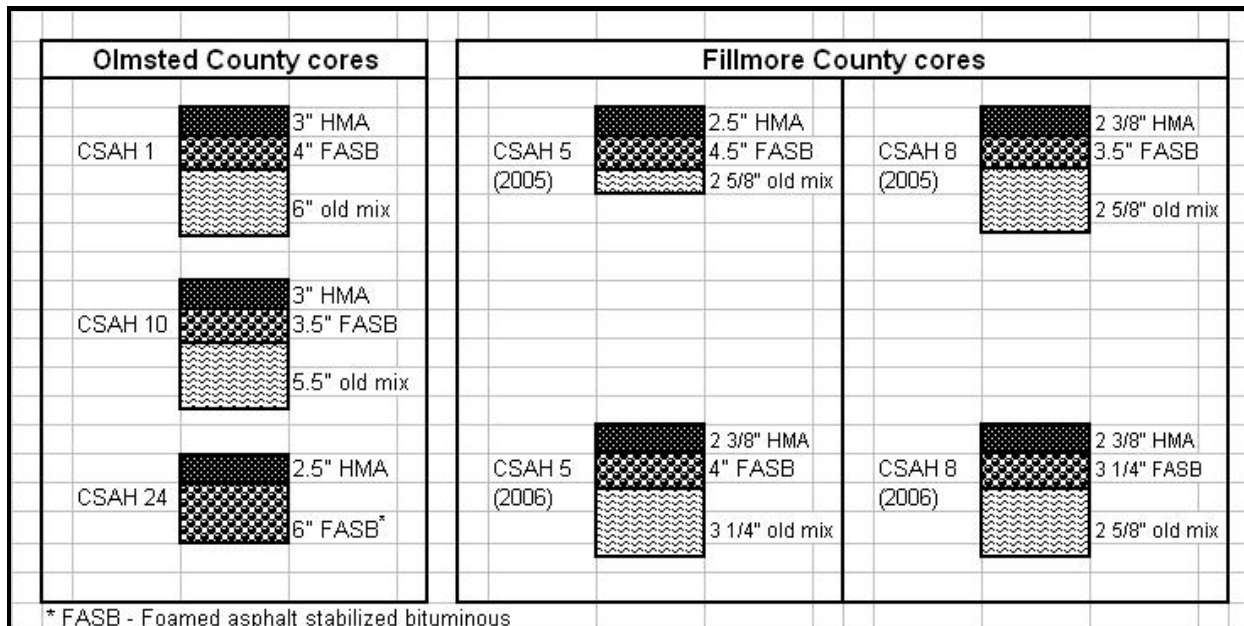 Olmsted County cores
CSAH 1
3" HMA
4" FASB
6" old mix
CSAH 10
3" HMA
3.5" FASB
5.5" old mix
CSAH 24
2.5" HMA
6" FASB*
Fillmore County cores
CSAH 5
(2005)
2.5" HMA
4.5" FASB
2 5/8" old mix
CSAH 8
(2005)
2 3/8" HMA
3.5" FASB
2 5/8" old mix
CSAH 5
(2006)
2 3/8" HMA
4" FASB
3 1/4" old mix
CSAH 8
(2006)
2 3/8" HMA
3 1/4" FASB
2 5/8" old mix
* FASB - Foamed asphalt stabilized bituminous